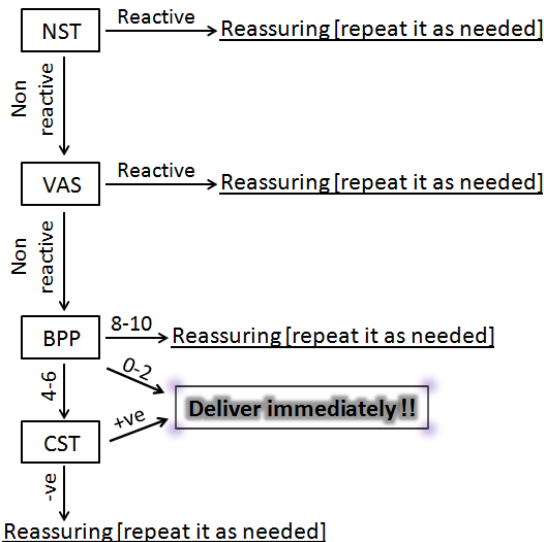 NST
Reactive
Reassuring [repeat it as needed]
Non
reactive
VAS
Reactive
Reassuring [repeat it as needed]
Non
reactive
BPP
8-10
Reassuring [repeat it as needed]
0-2
4-6
Deliver immediately !!
CST
+ve
-ve
Reassuring [repeat it as needed]